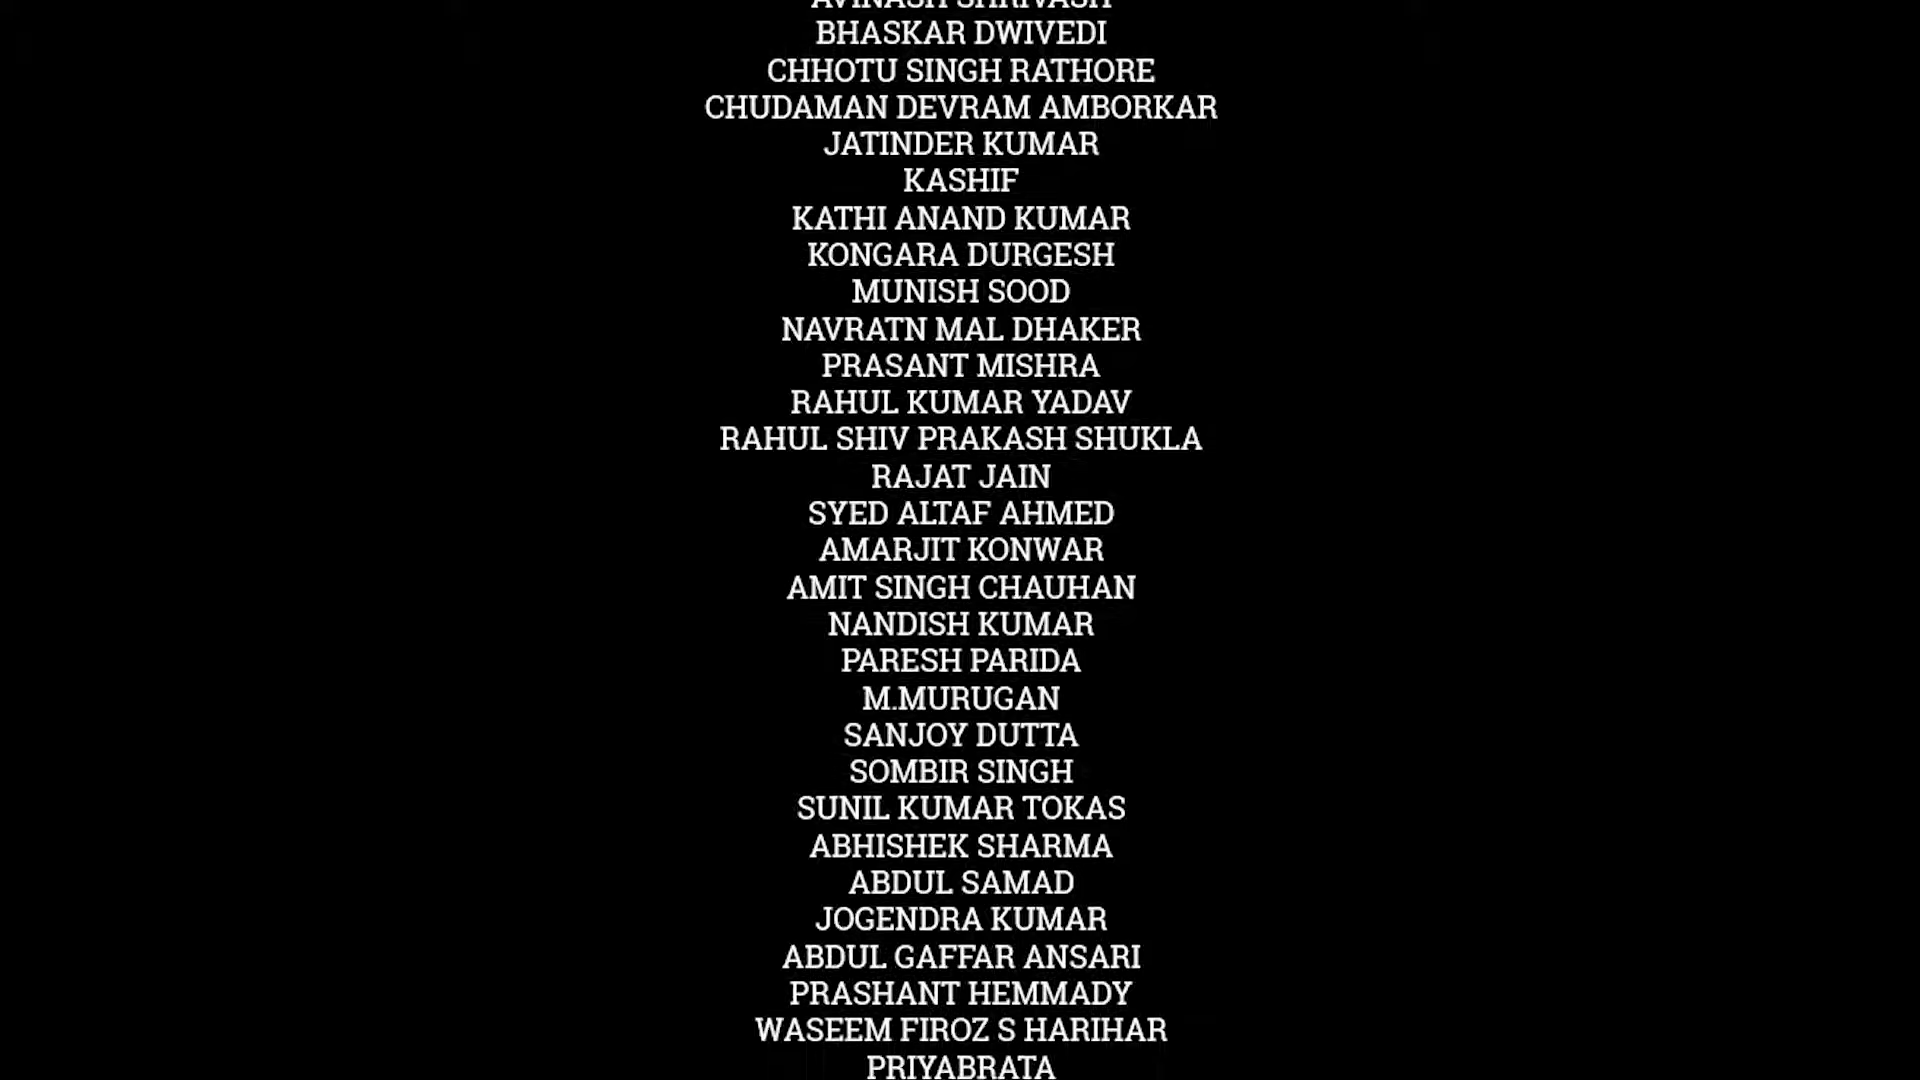 AVINASH SHRIVASH
BHASKAR DWIVEDI
CHHOTU SINGH RATHORE
CHUDAMAN DEVRAM AMBORKAR
JATINDER KUMAR
KASHIF
KATHI ANAND KUMAR
KONGARA DURGESH
MUNISH SOOD
NAVRATN MAL DHAKER
PRASANT MISHRA
RAHUL KUMAR YADAV
RAHUL SHIV PRAKASH SHUKLA
RAJAT JAIN
SYED ALTAF AHMED
AMARJIT KONWAR
AMIT SINGH CHAUHAN
NANDISH KUMAR
PARESH PARIDA
M.MURUGAN
SANJOY DUTTA
SOMBIR SINGH
SUNIL KUMAR TOKAS
ABHISHEK SHARMA
ABDUL SAMAD
JOGENDRA KUMAR
ABDUL GAFFAR ANSARI
PRASHANT HEMMADY
WASEEM FIROZ S HARIHAR
PRIYABRATA